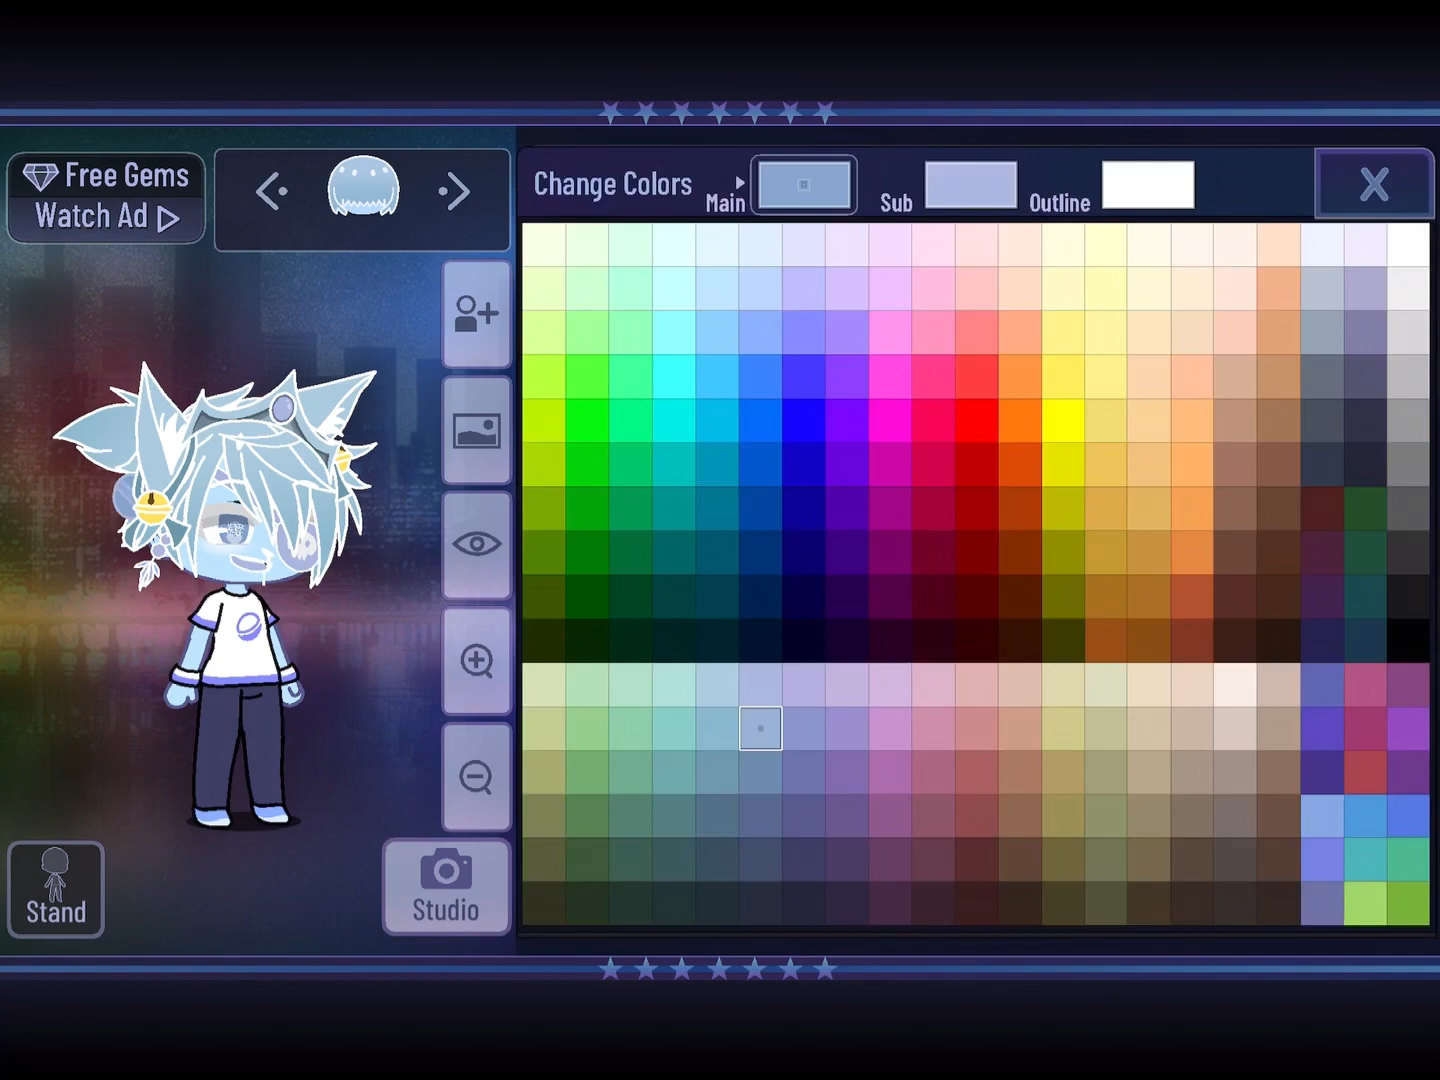 Free Gems
Watch Ad
Change Colors
Main
Sub
Outline
X
Stand
Studio